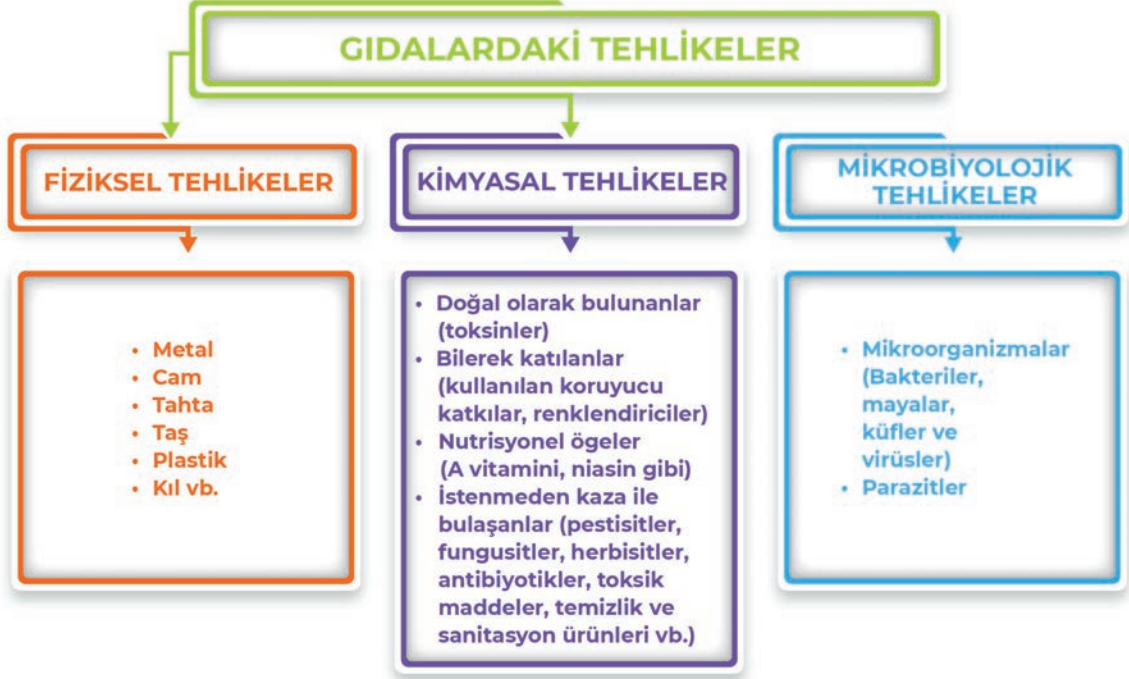 GIDALARDAKİ TEHLİKELER
FİZİKSEL TEHLİKELER
• Metal
• Cam
• Tahta
• Taş
• Plastik
• Kıl vb.
KİMYASAL TEHLİKELER
• Doğal olarak bulunanlar
(toksinler)
• Bilerek katılanlar
(kullanılan koruyucu
katkılar, renklendiriciler)
• Nutrisyonel ögeler
(A vitamini, niasin gibi)
• İstenmeden kaza ile
bulaşanlar (pestisitler,
fungusitler, herbisitler,
antibiyotikler, toksik
maddeler, temizlik ve
sanitasyon ürünleri vb.)
MİKROBİYOLOJİK
TEHLİKELER
• Mikroorganizmalar
(Bakteriler,
mayalar,
küfler ve
virüsler)
• Parazitler